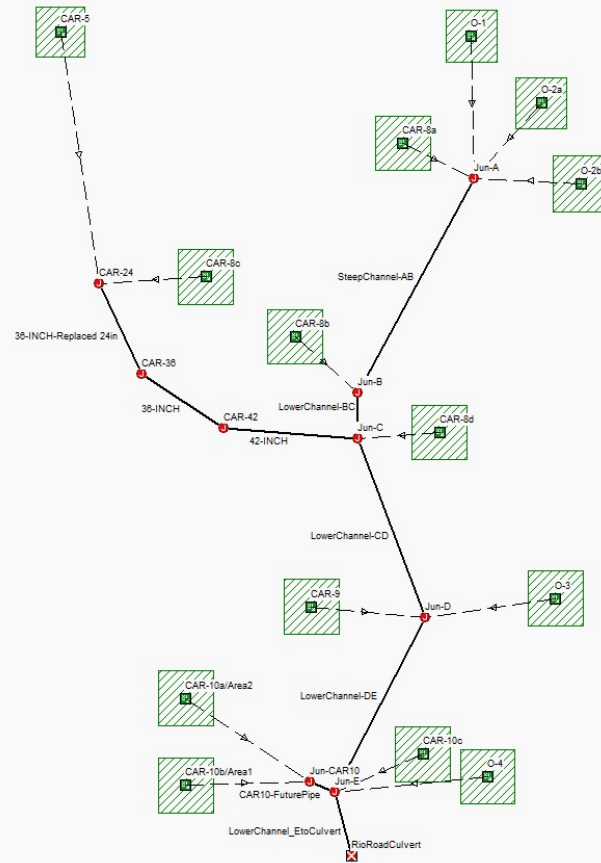 CAR-5
O-1
O-2a
CAR-8a
Jun-A
O-2b
CAR-24
CAR-8c
SteepChannel-AB
36-INCH-Replaced 24in
CAR-8b
CAR-36
Jun-B
36-INCH
LowerChannel-BC
CAR-42
Jun-C
CAR-8d
42-INCH
LowerChannel-CD
CAR-9
O-3
Jun-D
CAR-10a/Area2
LowerChannel-DE
CAR-10c
CAR-10b/Area1
Jun-CAR10
O-4
Jun-E
CAR10-FuturePipe
LowerChannel_EtoCulvert
RioRoadCulvert